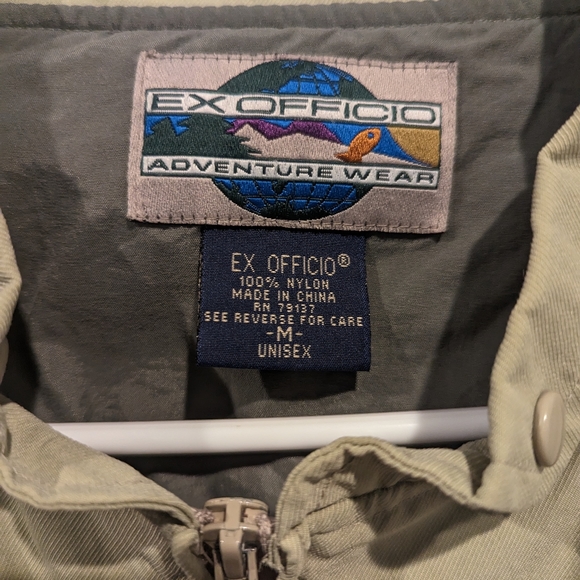 EX OFFICIO
ADVENTURE WEAR
EX OFFICIO®
100% NYLON
MADE IN CHINA
RN 79137
SEE REVERSE FOR CARE
-M-
UNISEX